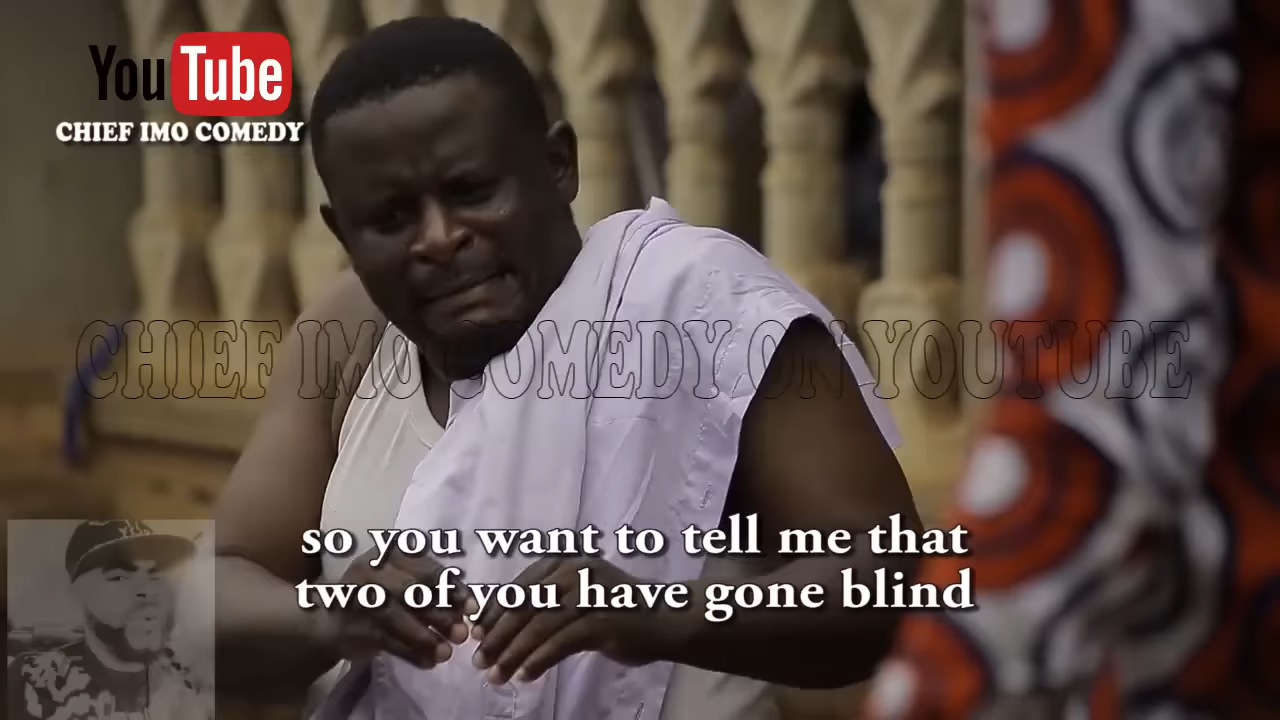 YouTube
CHIEF IMO COMEDY
CHIEF IMO COMEDY ON YOUTUBE
so you want to tell me that
two of you have gone blind